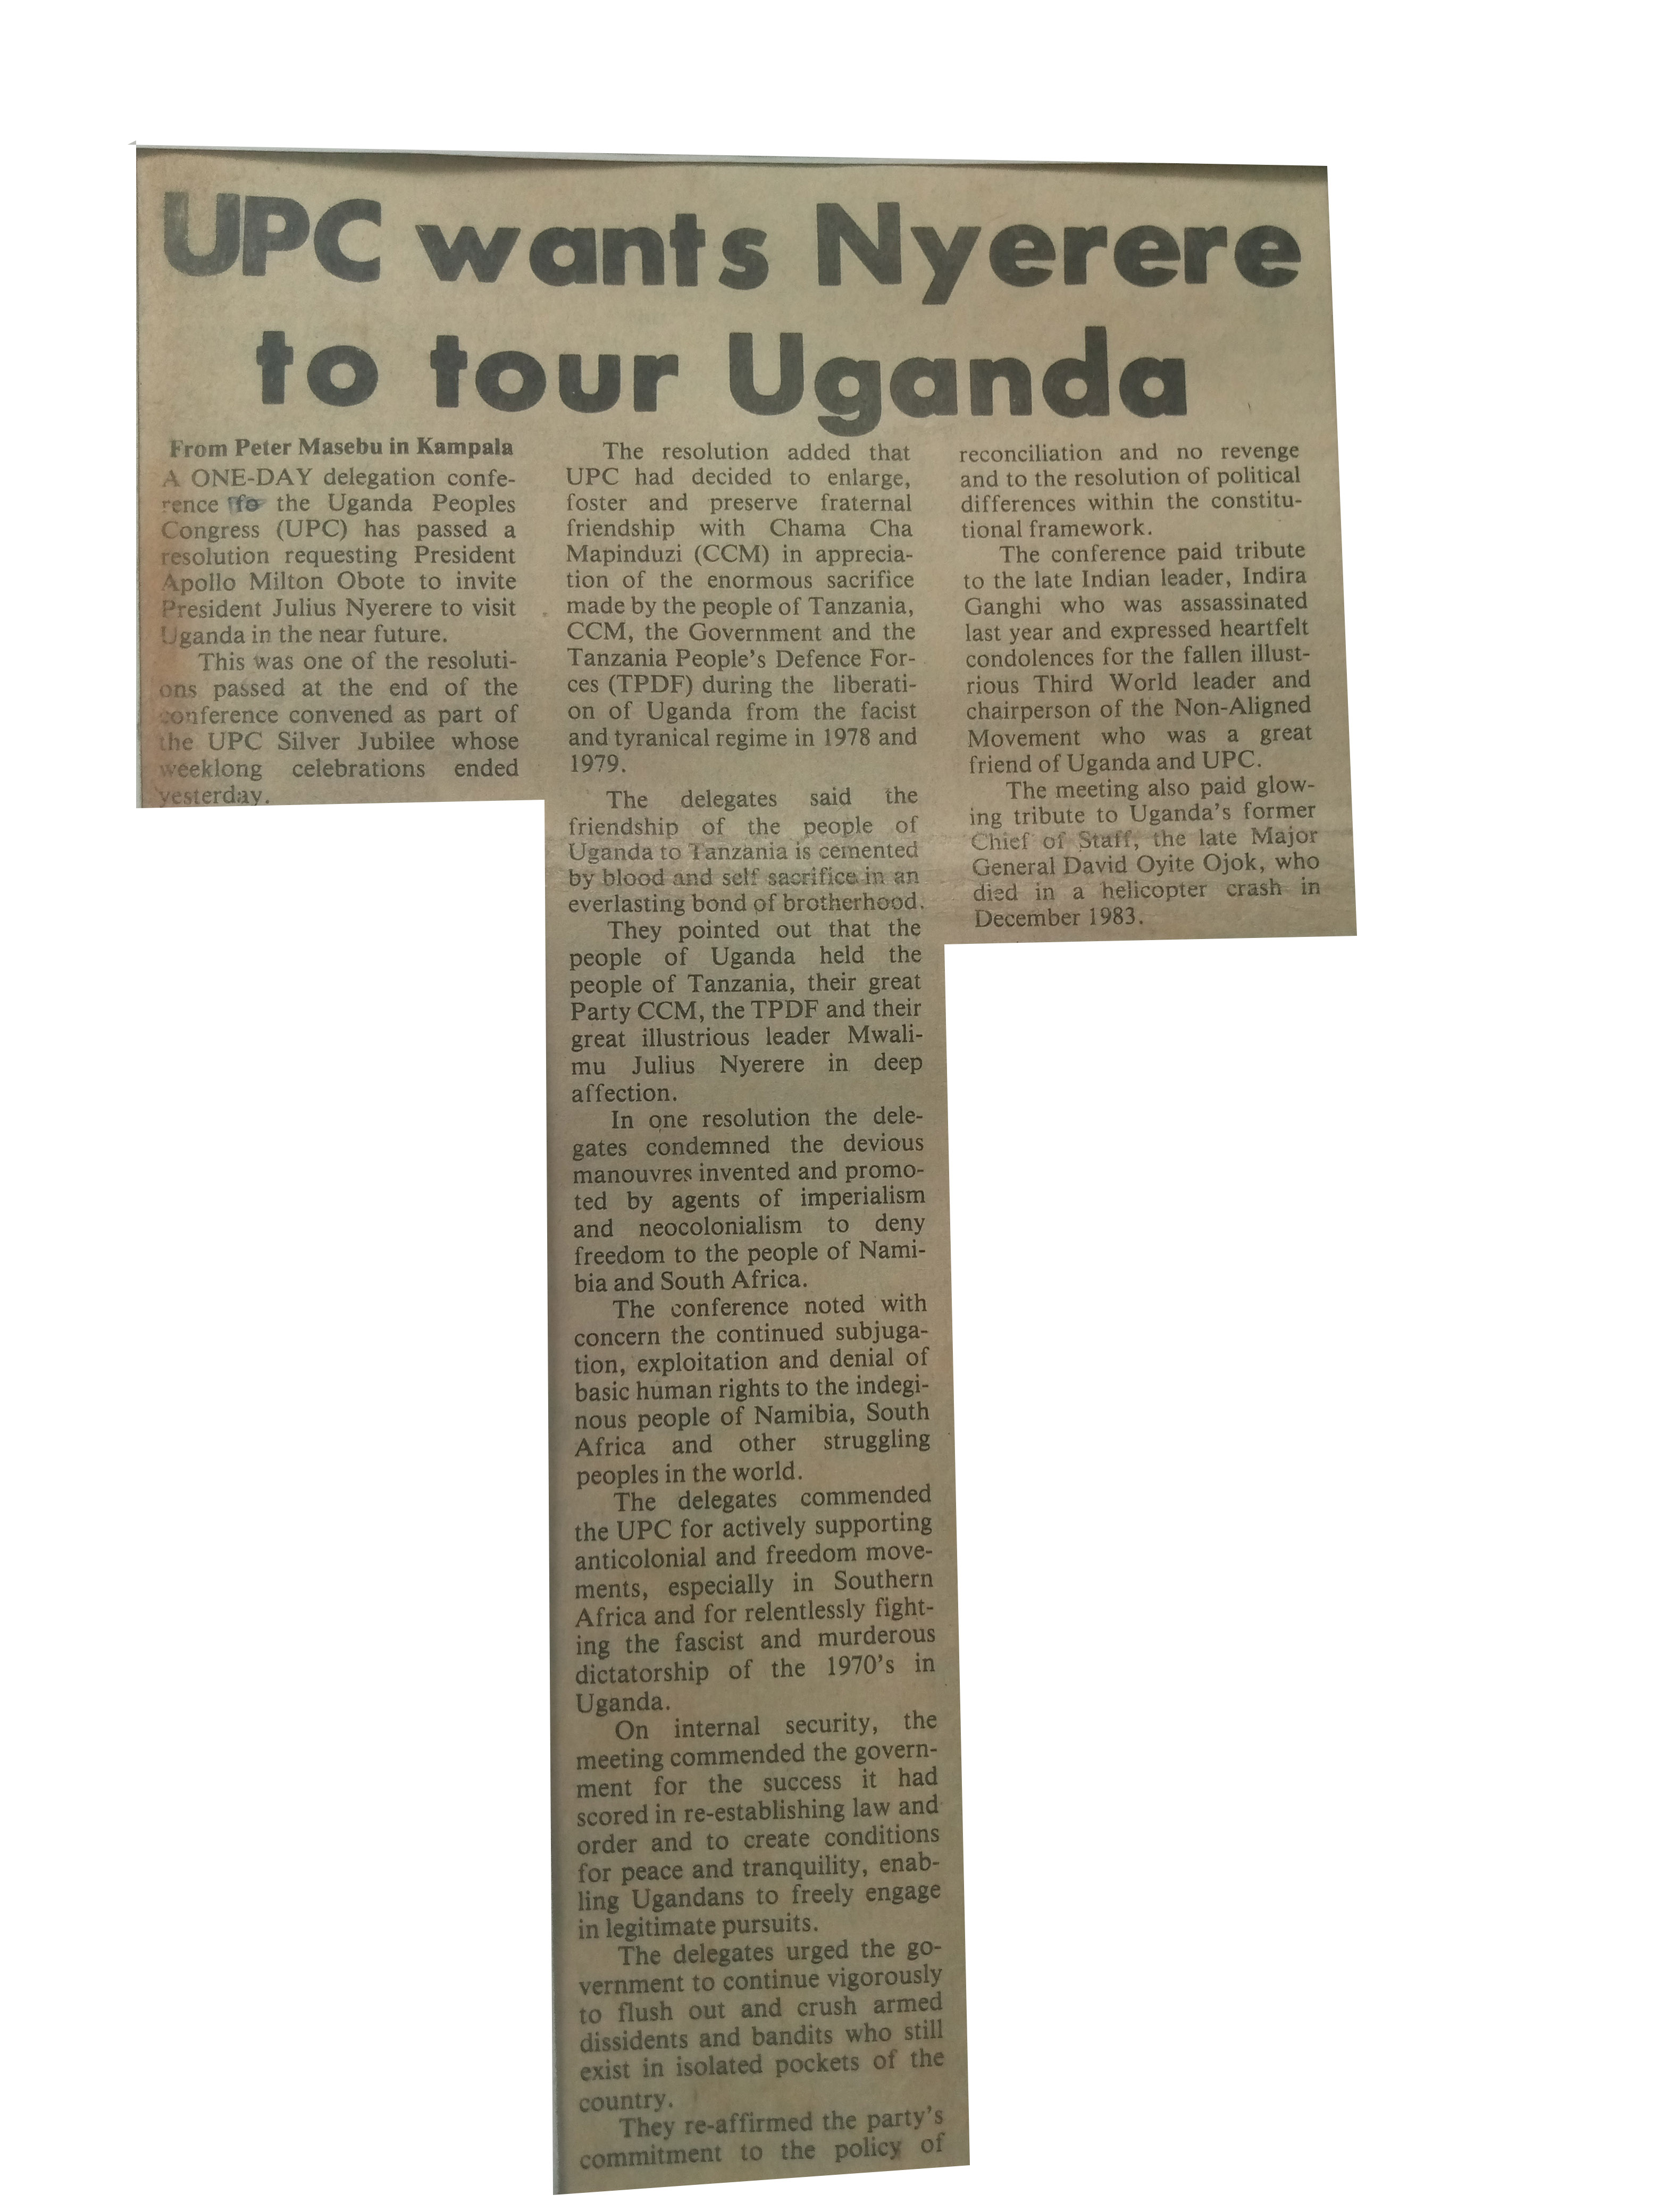 UPC wants Nyerere
to tour Uganda
From Peter Masebu in Kampala
A ONE-DAY delegation confe-
rence fo the Uganda Peoples
Congress (UPC) has passed a
resolution requesting President
Apollo Milton Obote to invite
President Julius Nyerere to visit
Uganda in the near future.
This was one of the resoluti-
ons passed at the end of the
conference convened as part of
the UPC Silver Jubilee whose
weeklong celebrations ended
yesterday.
The resolution added that
UPC had decided to enlarge,
foster and preserve fraternal
friendship with Chama Cha
Mapinduzi (CCM) in apprecia-
tion of the enormous sacrifice
made by the people of Tanzania,
CCM, the Government and the
Tanzania People's Defence For-
ces (TPDF) during the liberati-
on of Uganda from the facist
and tyranical regime in 1978 and
1979.
The delegates said the
friendship of the people of
Uganda to Tanzania is cemented
by blood and self sacrifice in an
everlasting bond of brotherhood.
They pointed out that the
people of Uganda held the
people of Tanzania, their great
Party CCM, the TPDF and their
great illustrious leader Mwali-
mu Julius Nyerere in deep
affection.
In one resolution the dele-
gates condemned the devious
manouvres invented and promo-
ted by agents of imperialism
and neocolonialism to deny
freedom to the people of Nami-
bia and South Africa.
The conference noted with
concern the continued subjuga-
tion, exploitation and denial of
basic human rights to the indegi-
nous people of Namibia, South
Africa and other struggling
peoples in the world.
The delegates commended
the UPC for actively supporting
anticolonial and freedom move-
ments, especially in Southern
Africa and for relentlessly fight-
ing the fascist and murderous
dictatorship of the 1970's in
Uganda.
On internal security, the
meeting commended the govern-
ment for the success it had
scored in re-establishing law and
order and to create conditions
for peace and tranquility, enab-
ling Ugandans to freely engage
in legitimate pursuits.
The delegates urged the go-
vernment to continue vigorously
to flush out and crush armed
dissidents and bandits who still
exist in isolated pockets of the
country.
They re-affirmed the party's
commitment to the policy of
reconciliation and no revenge
and to the resolution of political
differences within the constitu-
tional framework.
The conference paid tribute
to the late Indian leader, Indira
Ganghi who was assassinated
last year and expressed heartfelt
condolences for the fallen illust-
rious Third World leader and
chairperson of the Non-Aligned
Movement who was a great
friend of Uganda and UPC.
The meeting also paid glow-
ing tribute to Uganda's former
Chief of Staff, the late Major
General David Oyite Ojok, who
died in a helicopter crash in
December 1983.